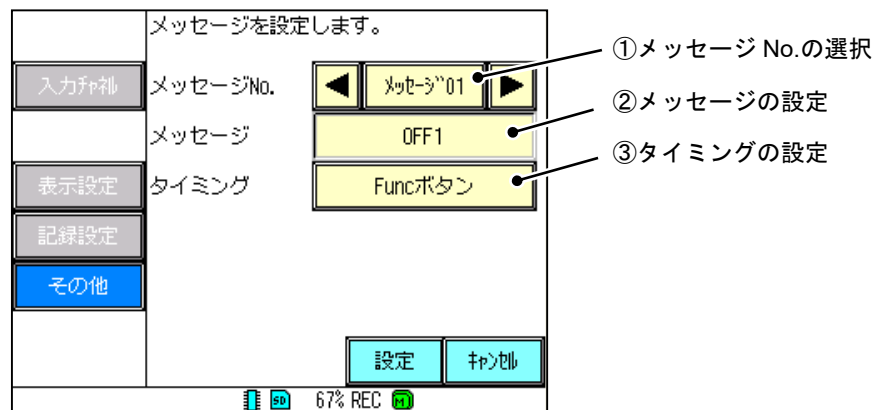 メッセージを設定します。
①メッセージ No.の選択
入力ﾁｬﾈﾙ メッセージNo. ◀ ﾒｯｾｰｼﾞ01 ▶
②メッセージの設定
メッセージ OFF1
③タイミングの設定
表示設定 タイミング Funcボタン
記録設定
その他
設定 ｷｬﾝｾﾙ
SD 67% REC M